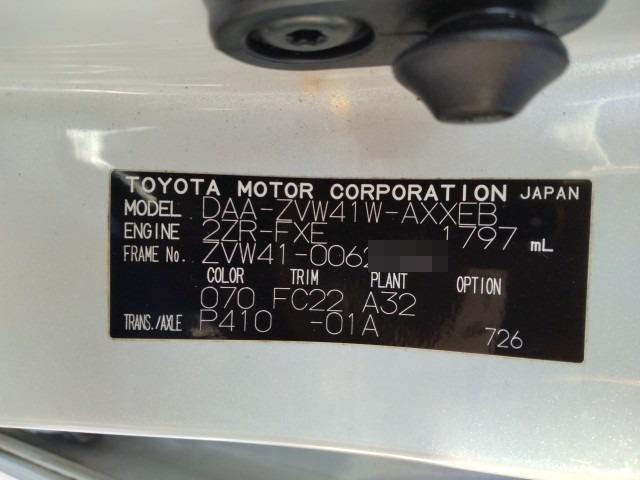 TOYOTA MOTOR CORPORATION JAPAN
MODEL DAA-ZVW41W-AXXEB
ENGINE 2ZR-FXE 1797 mL
FRAME No. ZVW41-0062
COLOR TRIM PLANT OPTION
070 FC22 A32
TRANS./AXLE P410 -01A 726